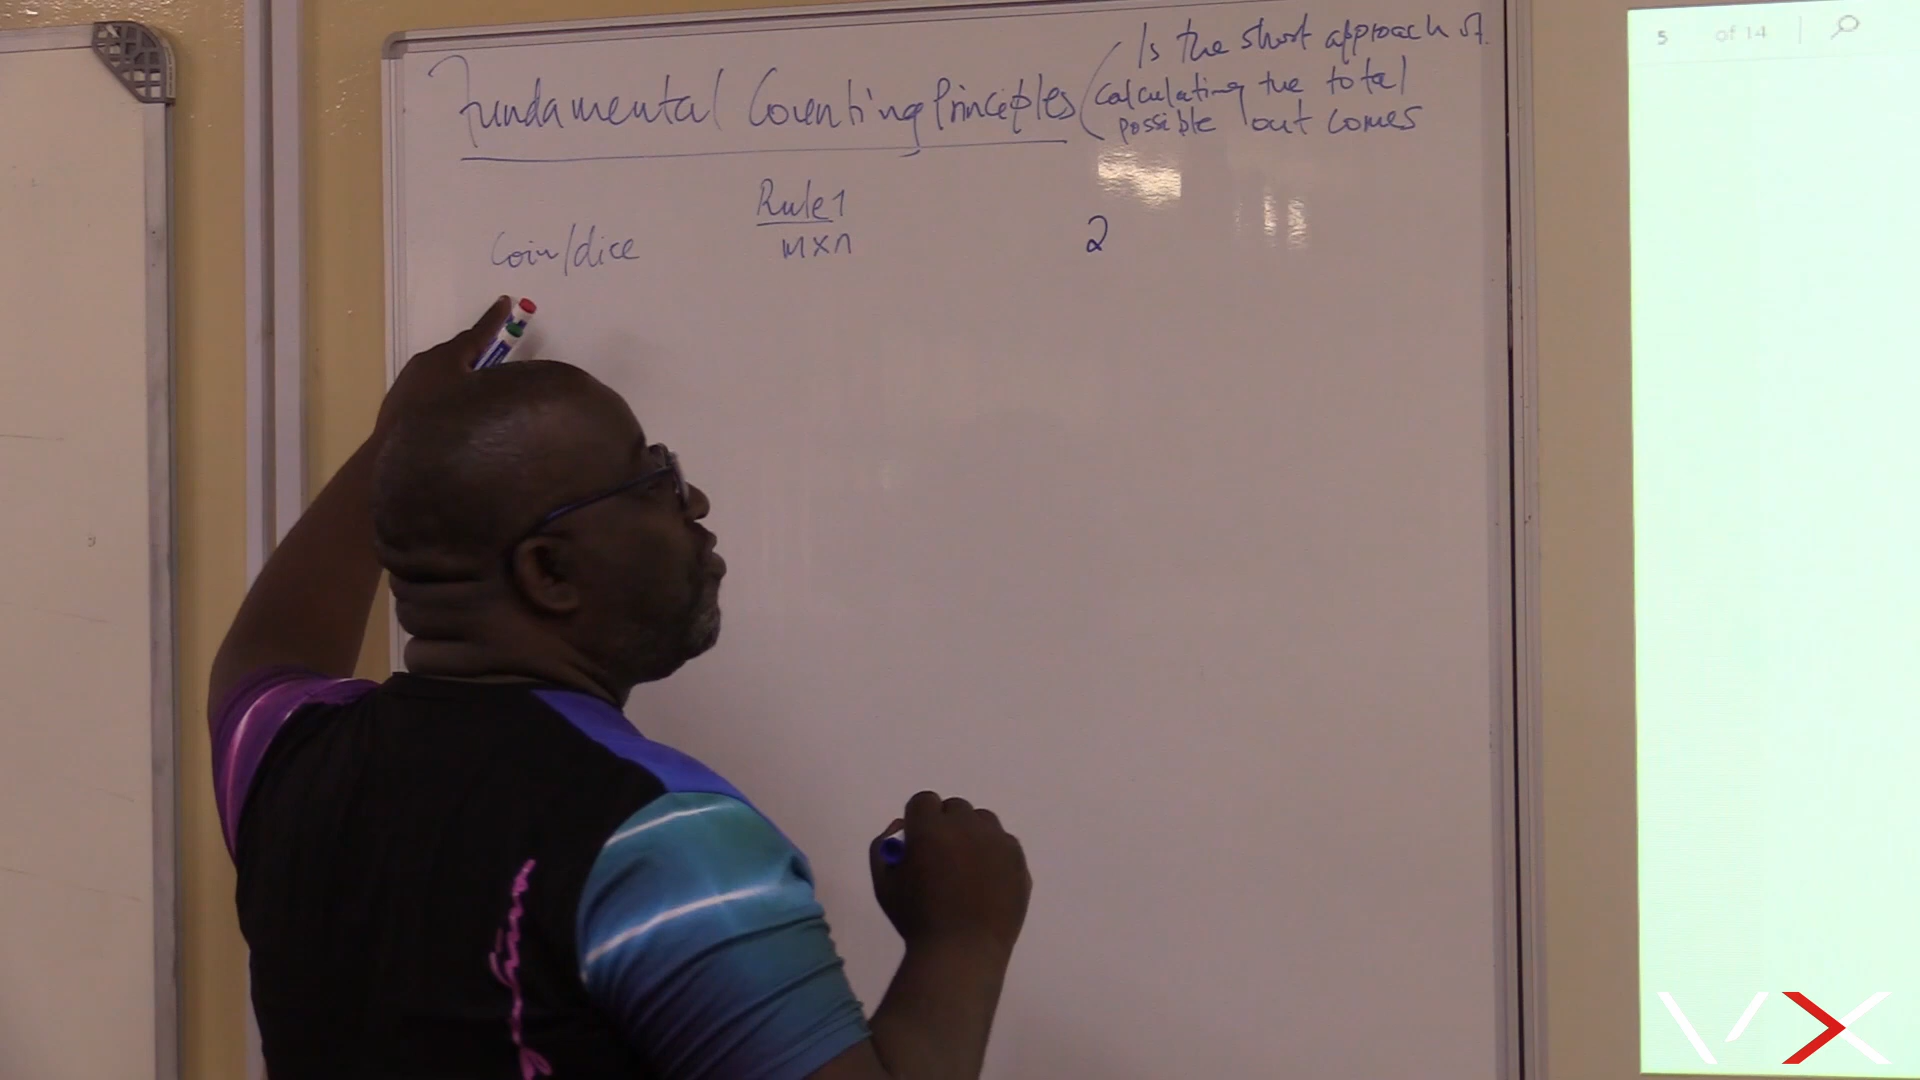 Fundamental Counting Principles
Is the short approach of
calculating the total
possible out comes
Rule 1
m x n
Coin/dice
2
5 of 14
VX